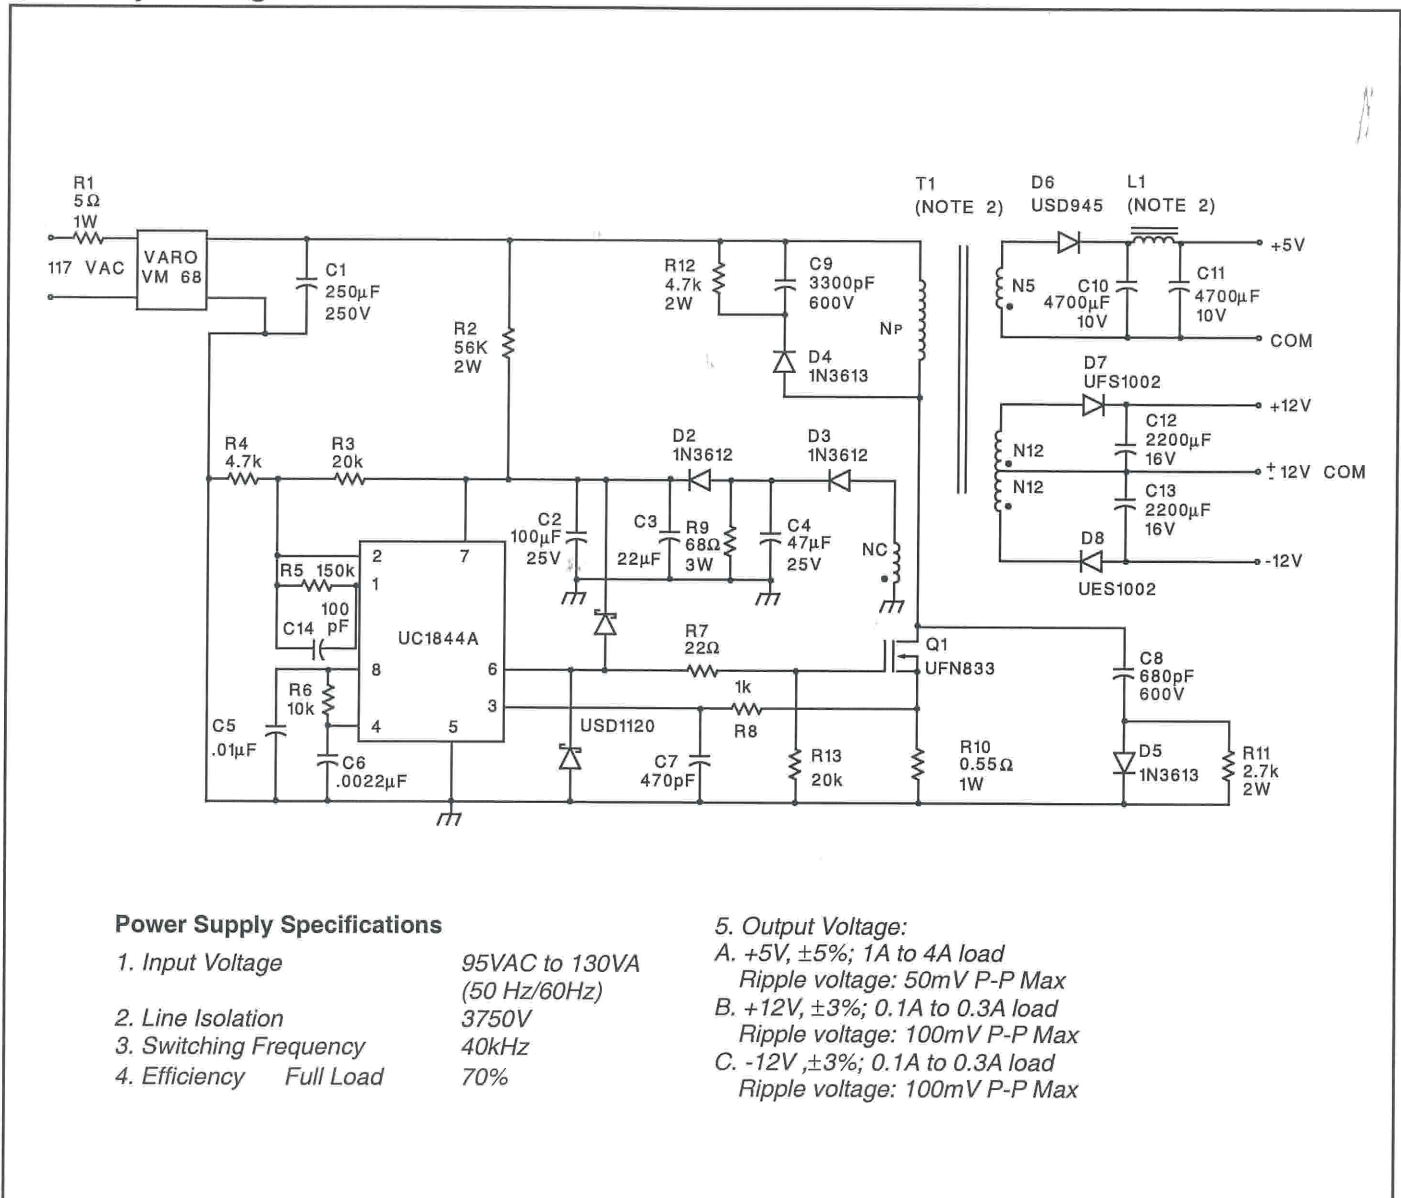 R1
5Ω
1W
117 VAC
VARO
VM 68
C1
250µF
250V
R2
56K
2W
R12
4.7k
2W
C9
3300pF
600V
D4
1N3613
T1
(NOTE 2)
NP
D6
USD945
L1
(NOTE 2)
N5
C10
4700µF
10V
C11
4700µF
10V
+5V
COM
D7
UFS1002
N12
N12
C12
2200µF
16V
C13
2200µF
16V
D8
UES1002
+12V
±12V COM
-12V
R4
4.7k
R3
20k
D2
1N3612
D3
1N3612
C2
100µF
25V
C3
22µF
R9
68Ω
3W
C4
47µF
25V
NC
R5 150k
100
pF
C14
2
1
7
8
4
5
6
3
UC1844A
R6
10k
C5
.01µF
C6
.0022µF
USD1120
R7
22Ω
1k
R8
C7
470pF
R13
20k
Q1
UFN833
R10
0.55Ω
1W
C8
680pF
600V
D5
1N3613
R11
2.7k
2W
Power Supply Specifications
1. Input Voltage 95VAC to 130VA
(50 Hz/60Hz)
2. Line Isolation 3750V
3. Switching Frequency 40kHz
4. Efficiency Full Load 70%
5. Output Voltage:
A. +5V, ±5%; 1A to 4A load
Ripple voltage: 50mV P-P Max
B. +12V, ±3%; 0.1A to 0.3A load
Ripple voltage: 100mV P-P Max
C. -12V ,±3%; 0.1A to 0.3A load
Ripple voltage: 100mV P-P Max